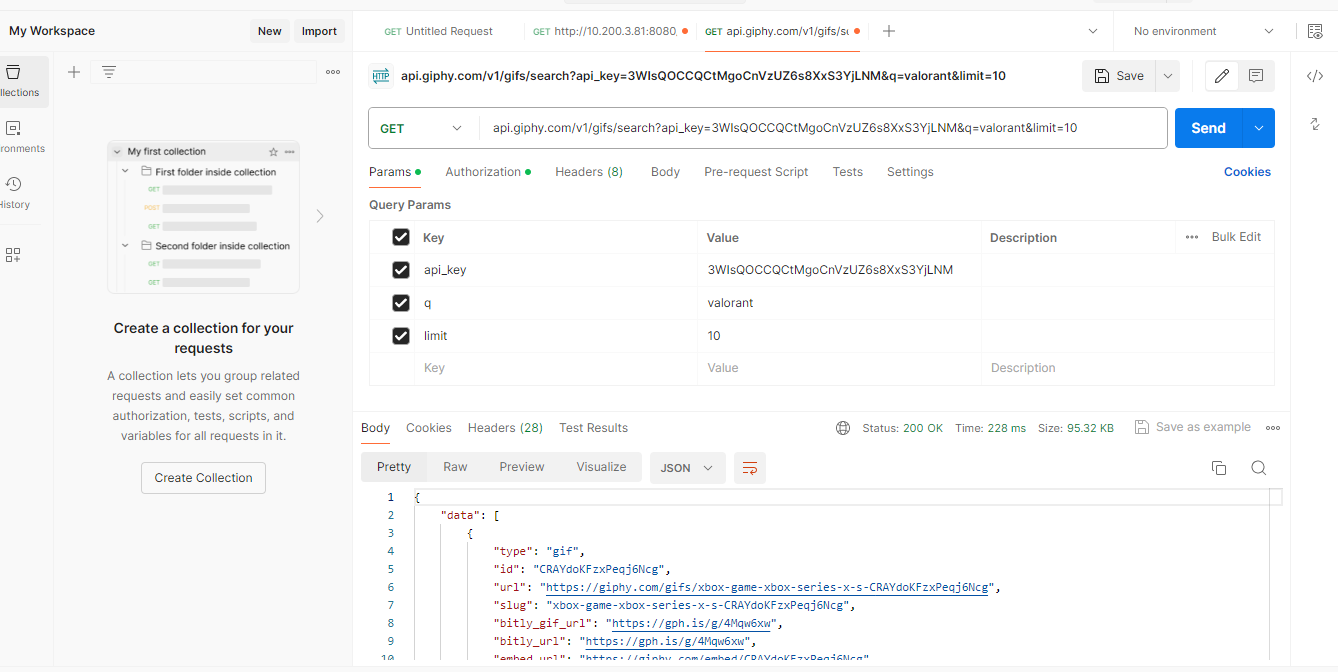 My Workspace
New
Import
GET Untitled Request
GET http://10.200.3.81:8080,
GET api.giphy.com/v1/gifs/se
No environment
llections
ronments
History
My first collection
First folder inside collection
GET
POST
GET
Second folder inside collection
GET
GET
Create a collection for your
requests
A collection lets you group related
requests and easily set common
authorization, tests, scripts, and
variables for all requests in it.
Create Collection
HTTP
api.giphy.com/v1/gifs/search?api_key=3WIsQOCCQCtMgoCnVzUZ6s8XxS3YjLNM&q=valorant&limit=10
Save
GET
api.giphy.com/v1/gifs/search?api_key=3WIsQOCCQCtMgoCnVzUZ6s8XxS3YjLNM&q=valorant&limit=10
Send
Params
Authorization
Headers (8)
Body
Pre-request Script
Tests
Settings
Cookies
Query Params
Key Value Description
Bulk Edit
api_key 3WIsQOCCQCtMgoCnVzUZ6s8XxS3YjLNM
q valorant
limit 10
Key Value Description
Body
Cookies
Headers (28)
Test Results
Status: 200 OK
Time: 228 ms
Size: 95.32 KB
Save as example
Pretty
Raw
Preview
Visualize
JSON
1 {
2 "data": [
3 {
4 "type": "gif",
5 "id": "CRAYdoKFzxPeqj6Ncg",
6 "url": "https://giphy.com/gifs/xbox-game-xbox-series-x-s-CRAYdoKFzxPeqj6Ncg",
7 "slug": "xbox-game-xbox-series-x-s-CRAYdoKFzxPeqj6Ncg",
8 "bitly_gif_url": "https://gph.is/g/4Mqw6xw",
9 "bitly_url": "https://gph.is/g/4Mqw6xw",
10 "embed_url": "https://giphy.com/embed/CRAYdoKFzxPeqj6Ncg"